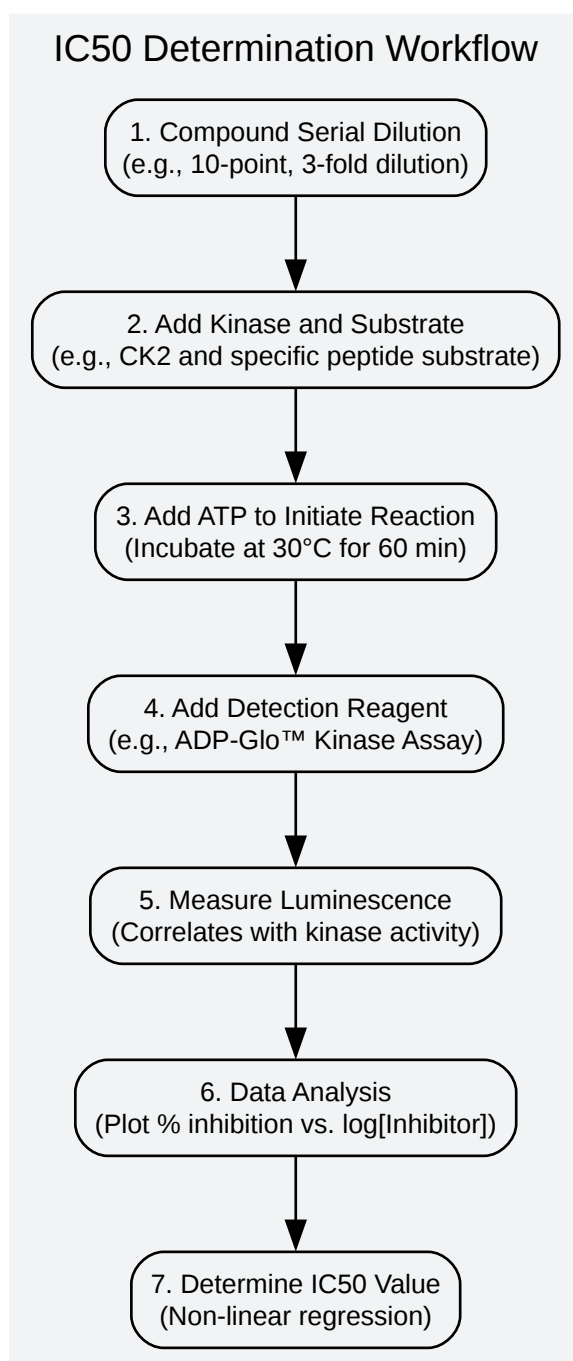 IC50 Determination Workflow
1. Compound Serial Dilution
(e.g., 10-point, 3-fold dilution)
2. Add Kinase and Substrate
(e.g., CK2 and specific peptide substrate)
3. Add ATP to Initiate Reaction
(Incubate at 30°C for 60 min)
4. Add Detection Reagent
(e.g., ADP-Glo™ Kinase Assay)
5. Measure Luminescence
(Correlates with kinase activity)
6. Data Analysis
(Plot % inhibition vs. log[Inhibitor])
7. Determine IC50 Value
(Non-linear regression)